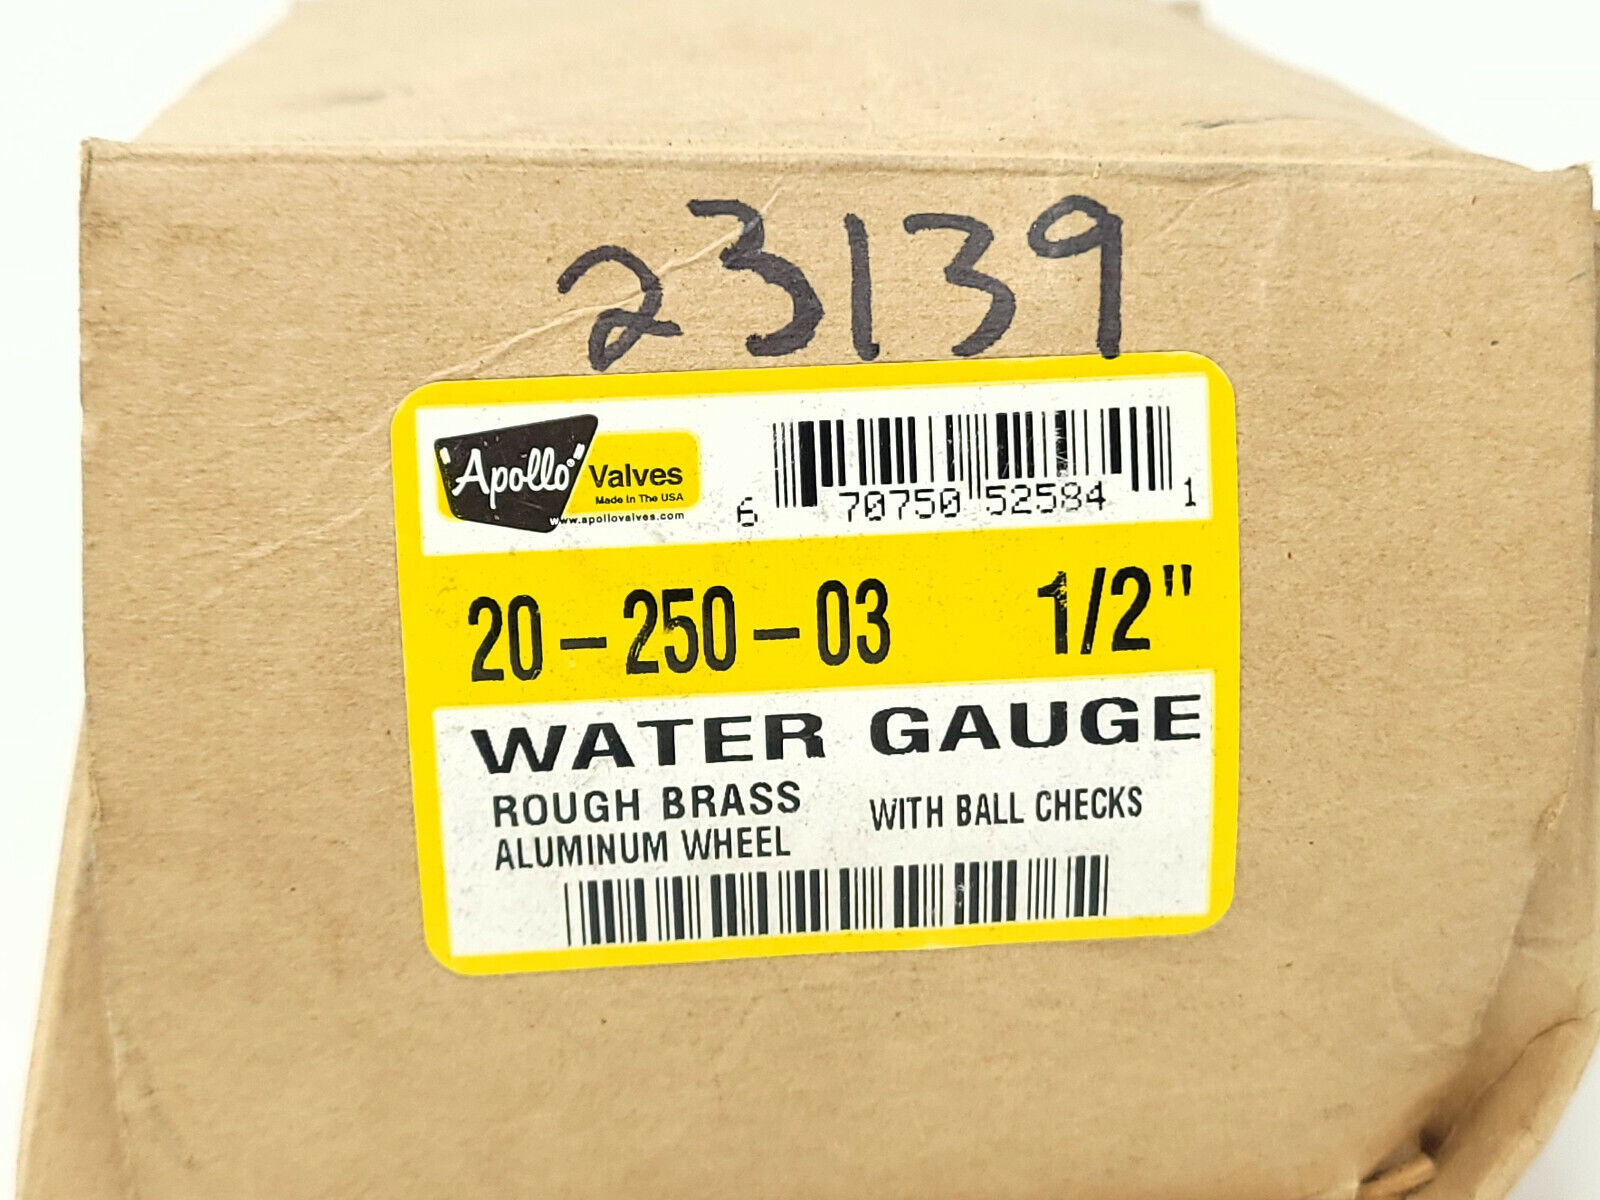 23139
"Apollo"® Valves
Made In The USA
www.apollovalves.com
6 70750 52584 1
20-250-03 1/2"
WATER GAUGE
ROUGH BRASS WITH BALL CHECKS
ALUMINUM WHEEL